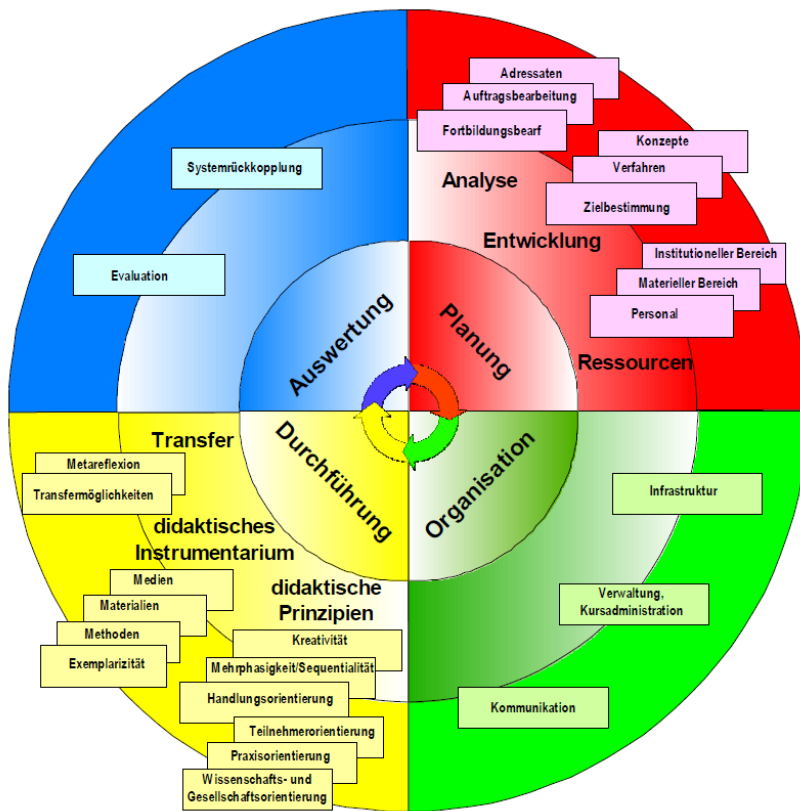 Adressaten
Auftragsbearbeitung
Fortbildungsbearf
Konzepte
Verfahren
Zielbestimmung
Institutioneller Bereich
Materieller Bereich
Personal
Analyse
Entwicklung
Ressourcen
Planung
Systemrückkopplung
Evaluation
Auswertung
Organisation
Infrastruktur
Verwaltung,
Kursadministration
Kommunikation
Durchführung
Transfer
Metareflexion
Transfermöglichkeiten
didaktisches
Instrumentarium
Medien
Materialien
Methoden
Exemplarizität
didaktische
Prinzipien
Kreativität
Mehrphasigkeit/Sequentialität
Handlungsorientierung
Teilnehmerorientierung
Praxisorientierung
Wissenschafts- und
Gesellschaftsorientierung